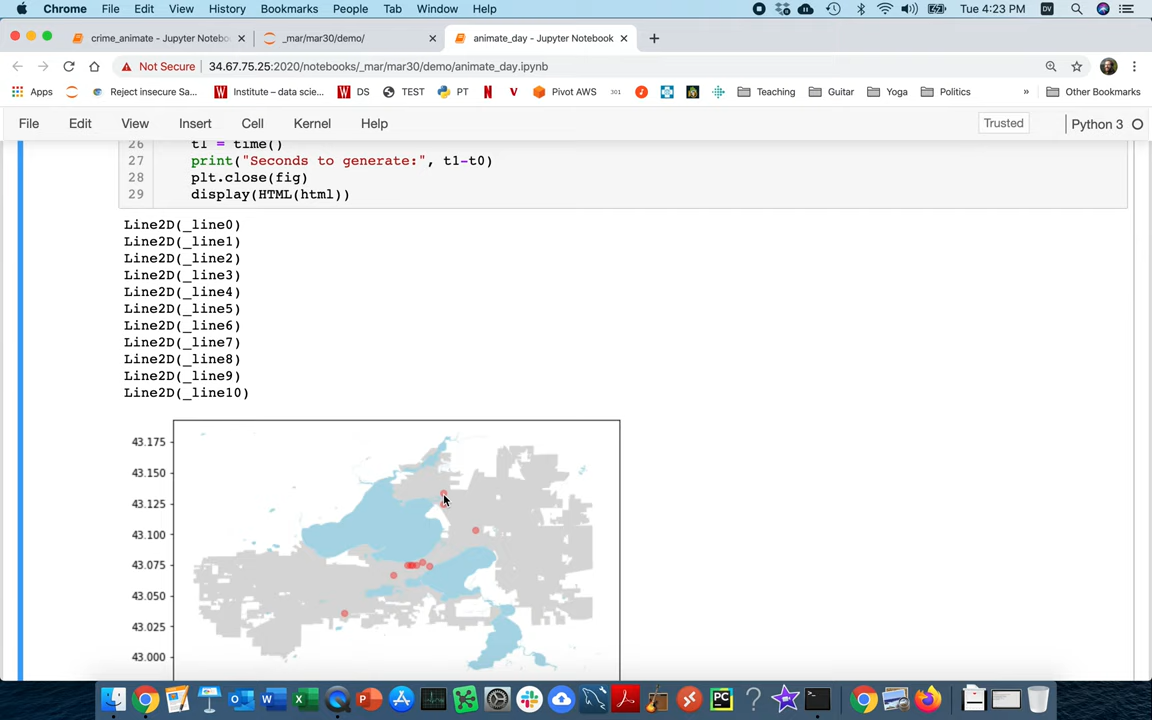 Chrome File Edit View History Bookmarks People Tab Window Help Tue 4:23 PM DV
crime_animate - Jupyter Notebo _mar/mar30/demo/ animate_day - Jupyter Notebook
Not Secure 34.67.75.25:2020/notebooks/_mar/mar30/demo/animate_day.ipynb
Apps Reject insecure Sa... Institute – data scie... DS TEST PT Pivot AWS Teaching Guitar Yoga Politics » Other Bookmarks
File Edit View Insert Cell Kernel Help Trusted Python 3
26 t1 = time()
27 print("Seconds to generate:", t1-t0)
28 plt.close(fig)
29 display(HTML(html))
Line2D(_line0)
Line2D(_line1)
Line2D(_line2)
Line2D(_line3)
Line2D(_line4)
Line2D(_line5)
Line2D(_line6)
Line2D(_line7)
Line2D(_line8)
Line2D(_line9)
Line2D(_line10)
43.175
43.150
43.125
43.100
43.075
43.050
43.025
43.000